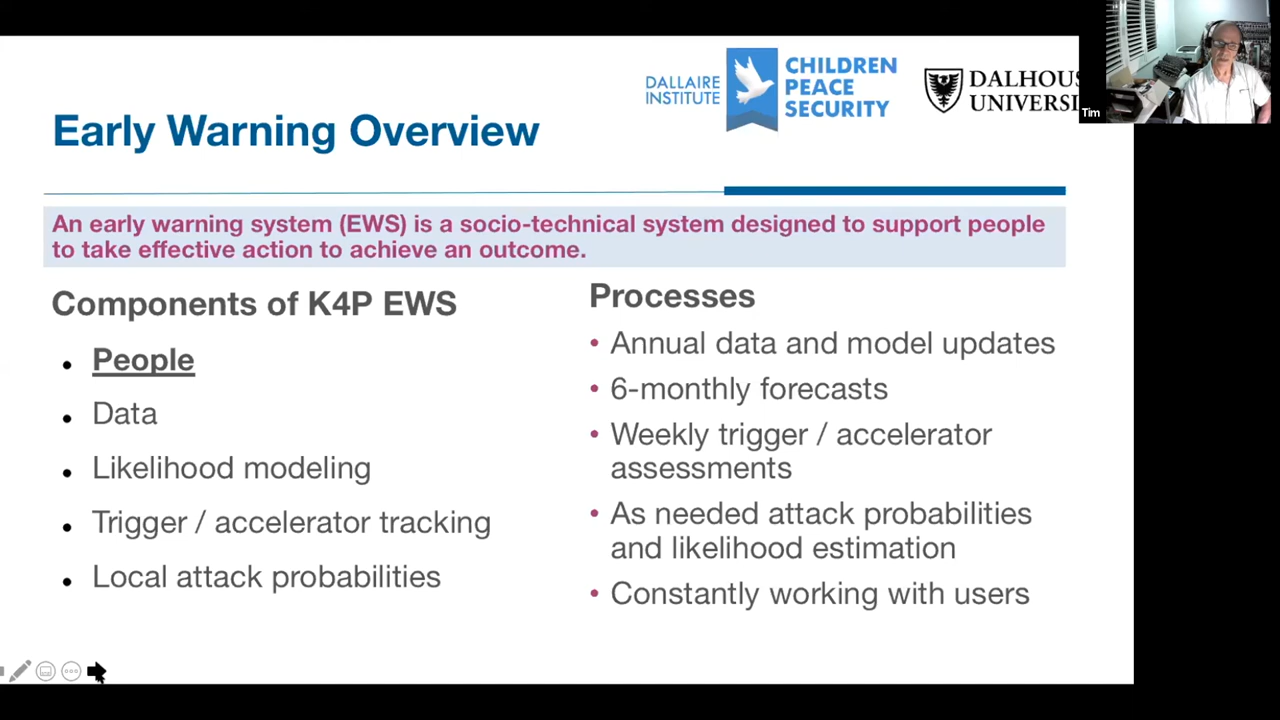 DALLAIRE
INSTITUTE
CHILDREN
PEACE
SECURITY
DALHOUS
UNIVERSI
Tim
Early Warning Overview
An early warning system (EWS) is a socio-technical system designed to support people
to take effective action to achieve an outcome.
Components of K4P EWS
• People
• Data
• Likelihood modeling
• Trigger / accelerator tracking
• Local attack probabilities
Processes
• Annual data and model updates
• 6-monthly forecasts
• Weekly trigger / accelerator
assessments
• As needed attack probabilities
and likelihood estimation
• Constantly working with users